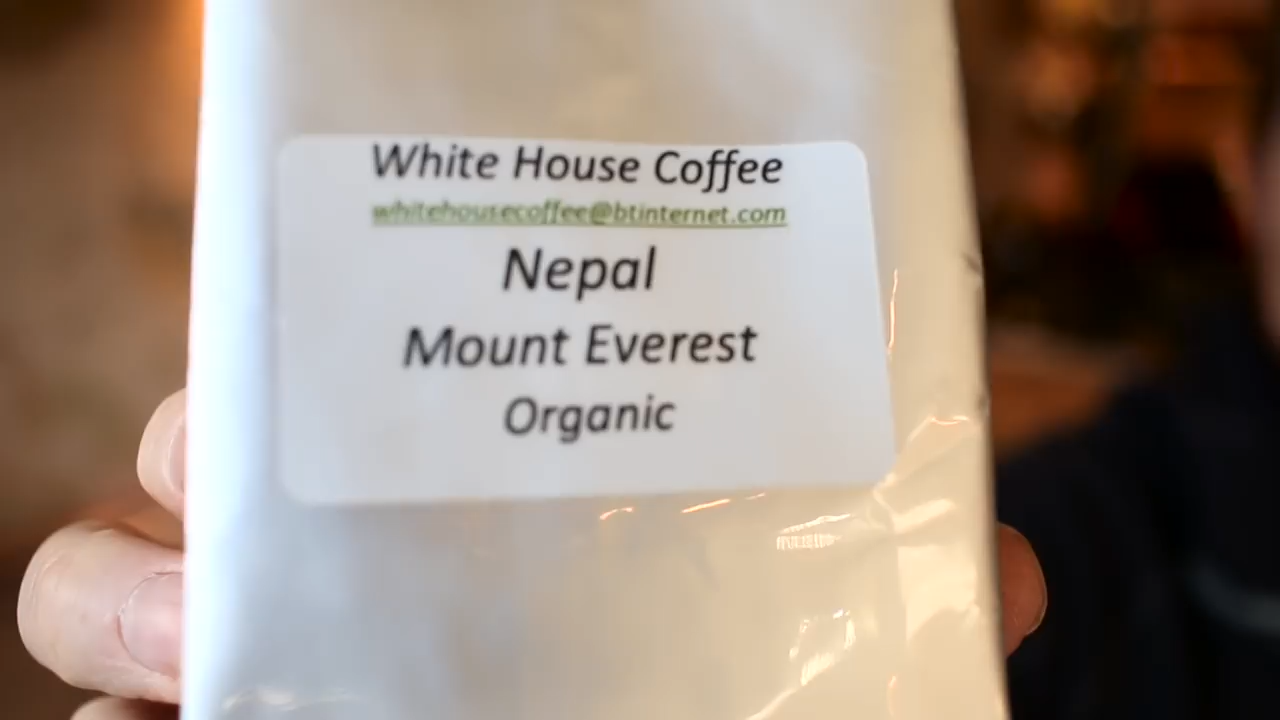 White House Coffee
whitehousecoffee@btinternet.com
Nepal
Mount Everest
Organic